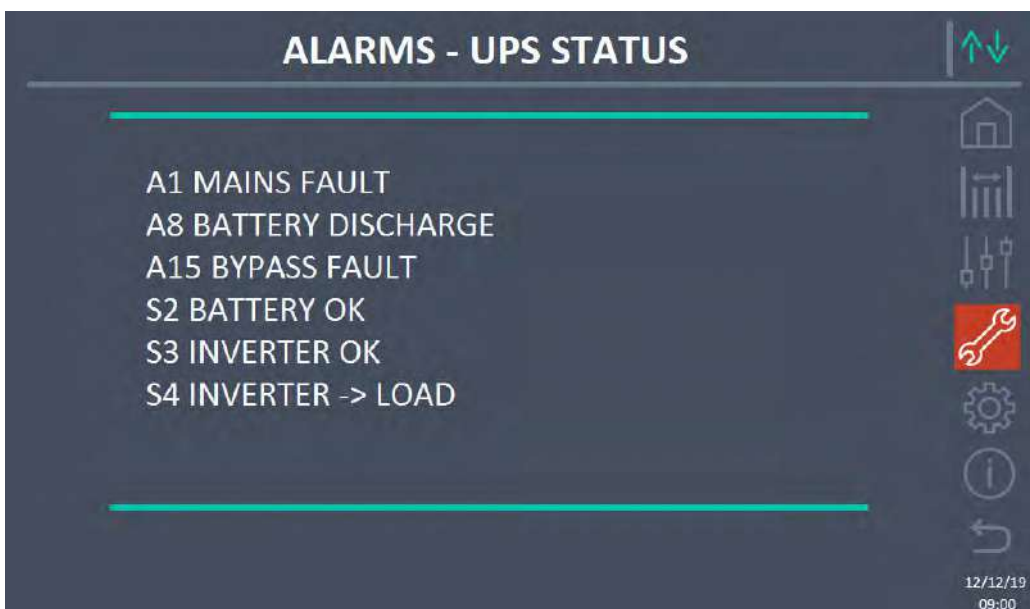 ALARMS - UPS STATUS
A1 MAINS FAULT
A8 BATTERY DISCHARGE
A15 BYPASS FAULT
S2 BATTERY OK
S3 INVERTER OK
S4 INVERTER -> LOAD
12/12/19
09:00